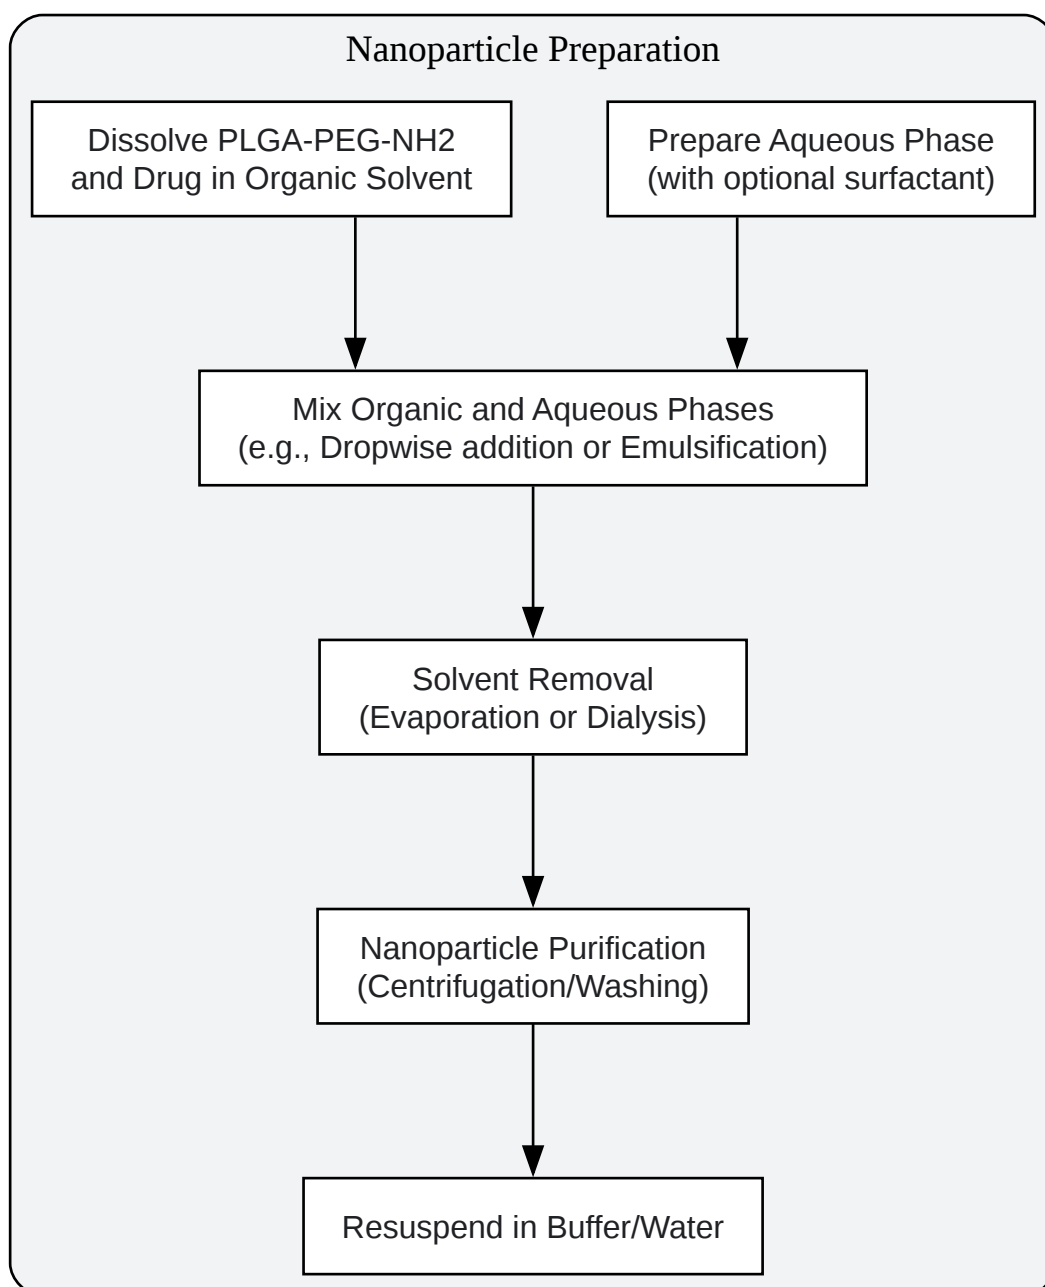 Nanoparticle Preparation
Dissolve PLGA-PEG-NH2
and Drug in Organic Solvent
Prepare Aqueous Phase
(with optional surfactant)
Mix Organic and Aqueous Phases
(e.g., Dropwise addition or Emulsification)
Solvent Removal
(Evaporation or Dialysis)
Nanoparticle Purification
(Centrifugation/Washing)
Resuspend in Buffer/Water